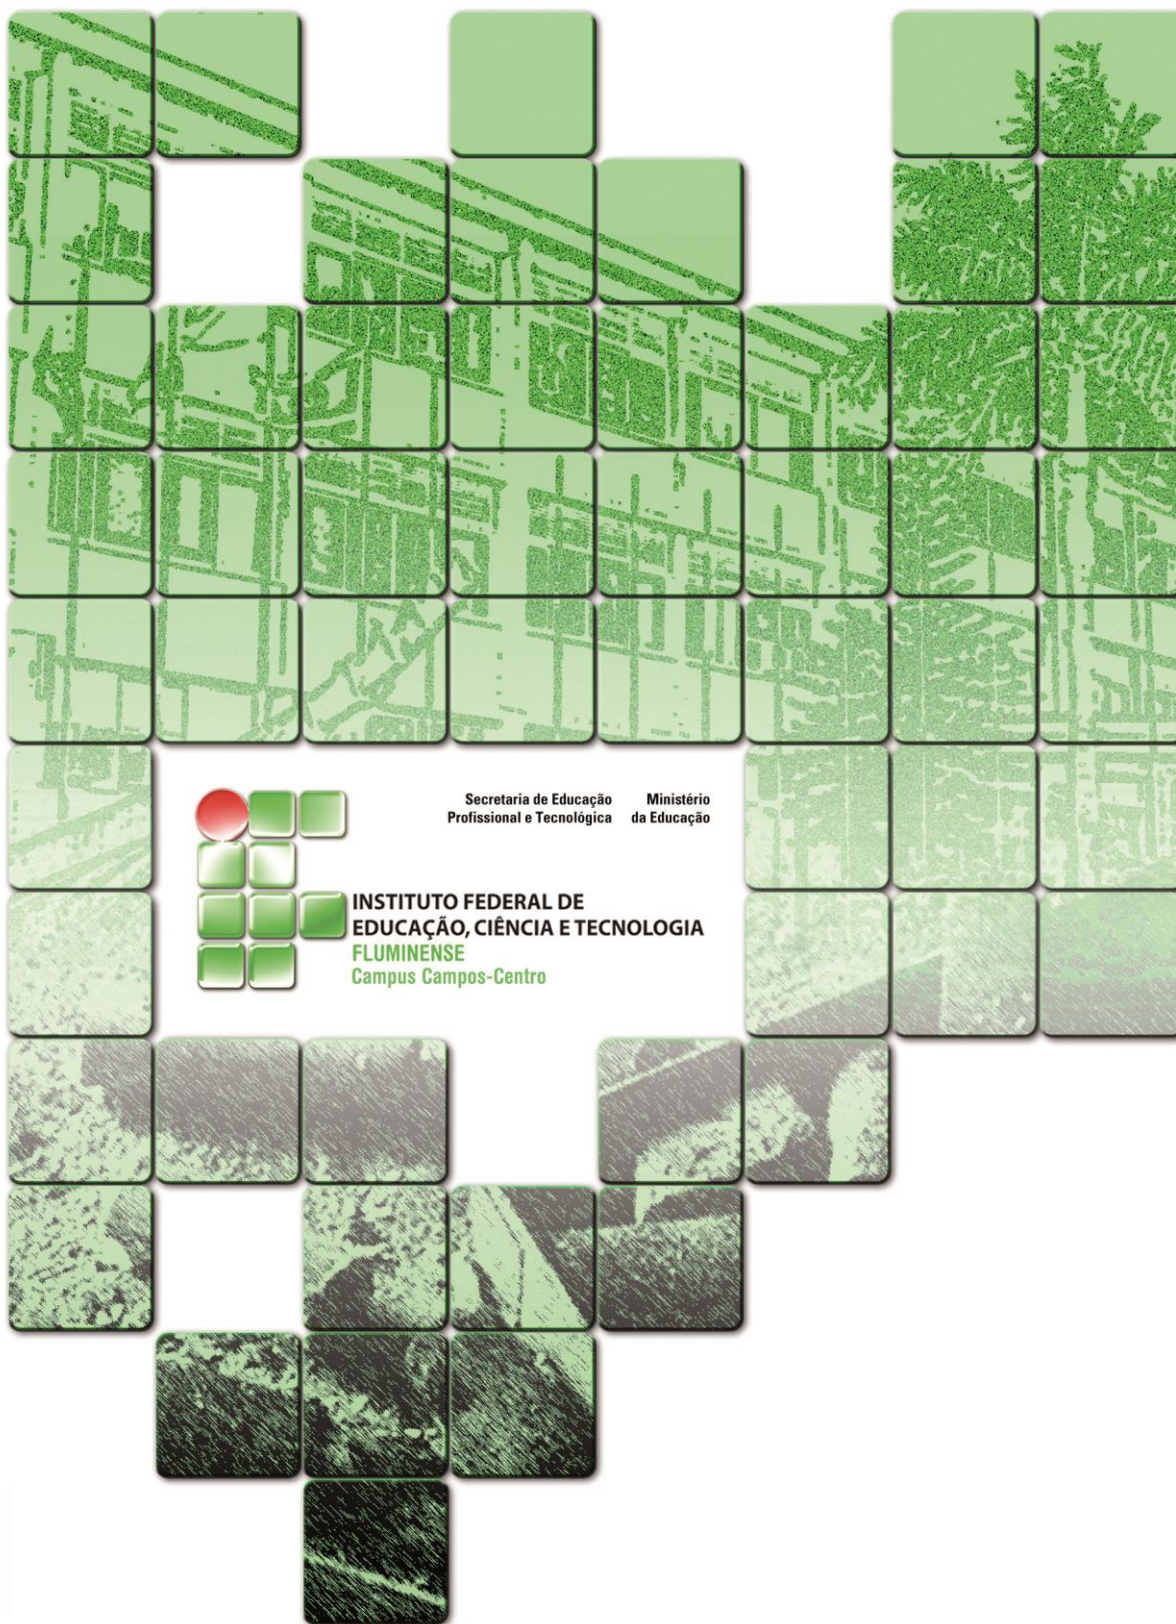 Secretaria de Educação Profissional e Tecnológica
Ministério da Educação
INSTITUTO FEDERAL DE
EDUCAÇÃO, CIÊNCIA E TECNOLOGIA
FLUMINENSE
Campus Campos-Centro